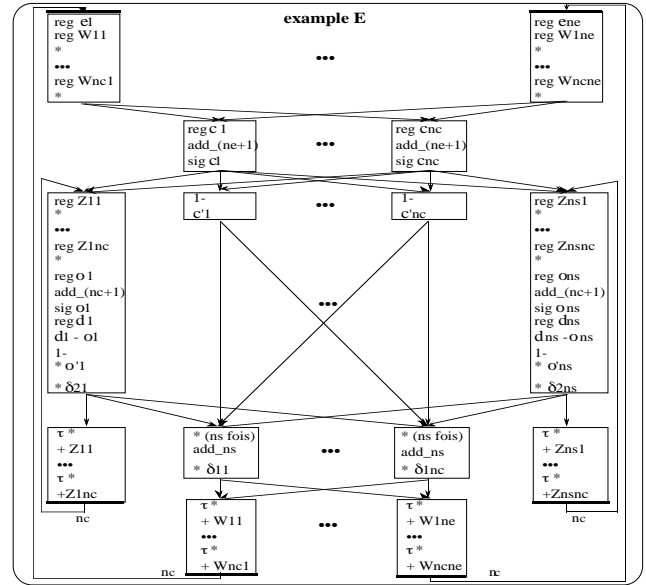 example E
reg e1
reg W11
*
•••
reg Wnc1
*
•••
reg ene
reg W1ne
*
•••
reg Wncne
*
reg c 1
add_(ne+1)
sig c1
•••
reg cnc
add_(ne+1)
sig cnc
reg Z11
*
•••
reg Z1nc
*
reg o 1
add_(nc+1)
sig o1
reg d 1
d1 - o1
1-
* o'1
* δ21
1-
c'1
•••
1-
c'nc
reg Zns1
*
•••
reg Znsnc
*
reg ons
add_(nc+1)
sig ons
reg dns
dns -ons
1-
* o'ns
* δ2ns
•••
τ *
+ Z11
•••
τ *
+Z1nc
nc
* (ns fois)
add_ns
* δ11
•••
* (ns fois)
add_ns
* δ1nc
τ *
+ Zns1
•••
τ *
+Znsnc
nc
τ *
+ W11
•••
τ *
+ Wnc1
nc
•••
τ *
+ W1ne
•••
τ *
+ Wncne
nc